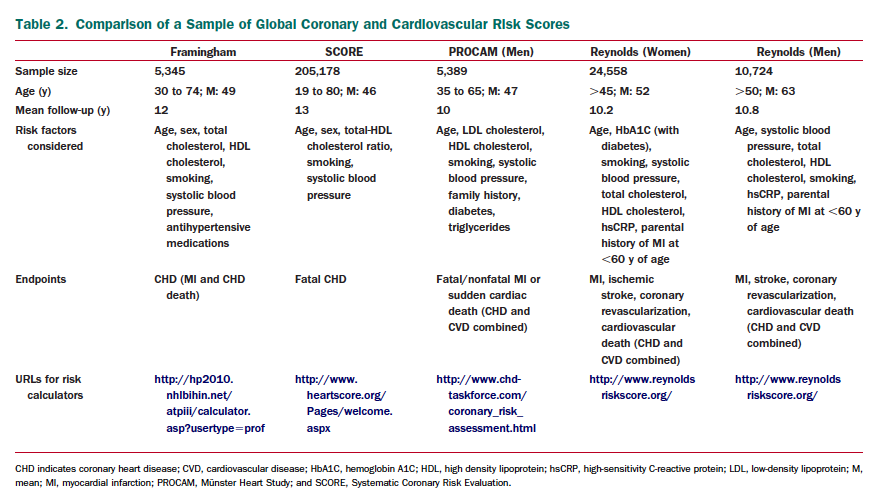 Table 2. Comparison of a Sample of Global Coronary and Cardiovascular Risk Scores
Framingham SCORE PROCAM (Men) Reynolds (Women) Reynolds (Men)
Sample size 5,345 205,178 5,389 24,558 10,724
Age (y) 30 to 74; M: 49 19 to 80; M: 46 35 to 65; M: 47 >45; M: 52 >50; M: 63
Mean follow-up (y) 12 13 10 10.2 10.8
Risk factors Age, sex, total Age, sex, total-HDL Age, LDL cholesterol, Age, HbA1C (with Age, systolic blood
considered cholesterol, HDL cholesterol ratio, HDL cholesterol, diabetes), pressure, total
cholesterol, smoking, smoking, systolic smoking, systolic cholesterol, HDL
smoking, systolic blood blood pressure, blood pressure, cholesterol, smoking,
systolic blood pressure family history, total cholesterol, hsCRP, parental
pressure, diabetes, HDL cholesterol, history of MI at <60 y
antihypertensive triglycerides hsCRP, parental of age
medications history of MI at
<60 y of age
Endpoints CHD (MI and CHD Fatal CHD Fatal/nonfatal MI or MI, ischemic MI, stroke, coronary
death) sudden cardiac stroke, coronary revascularization,
death (CHD and revascularization, cardiovascular death
CVD combined) cardiovascular (CHD and CVD
death (CHD and combined)
CVD combined)
URLs for risk http://hp2010. http://www. http://www.chd- http://www.reynolds http://www.reynolds
calculators nhlbihin.net/ heartscore.org/ taskforce.com/ riskscore.org/ riskscore.org/
atpiii/calculator. Pages/welcome. coronary_risk_
asp?usertype=prof aspx assessment.html
CHD indicates coronary heart disease; CVD, cardiovascular disease; HbA1C, hemoglobin A1C; HDL, high density lipoprotein; hsCRP, high-sensitivity C-reactive protein; LDL, low-density lipoprotein; M,
mean; MI, myocardial infarction; PROCAM, Münster Heart Study; and SCORE, Systematic Coronary Risk Evaluation.